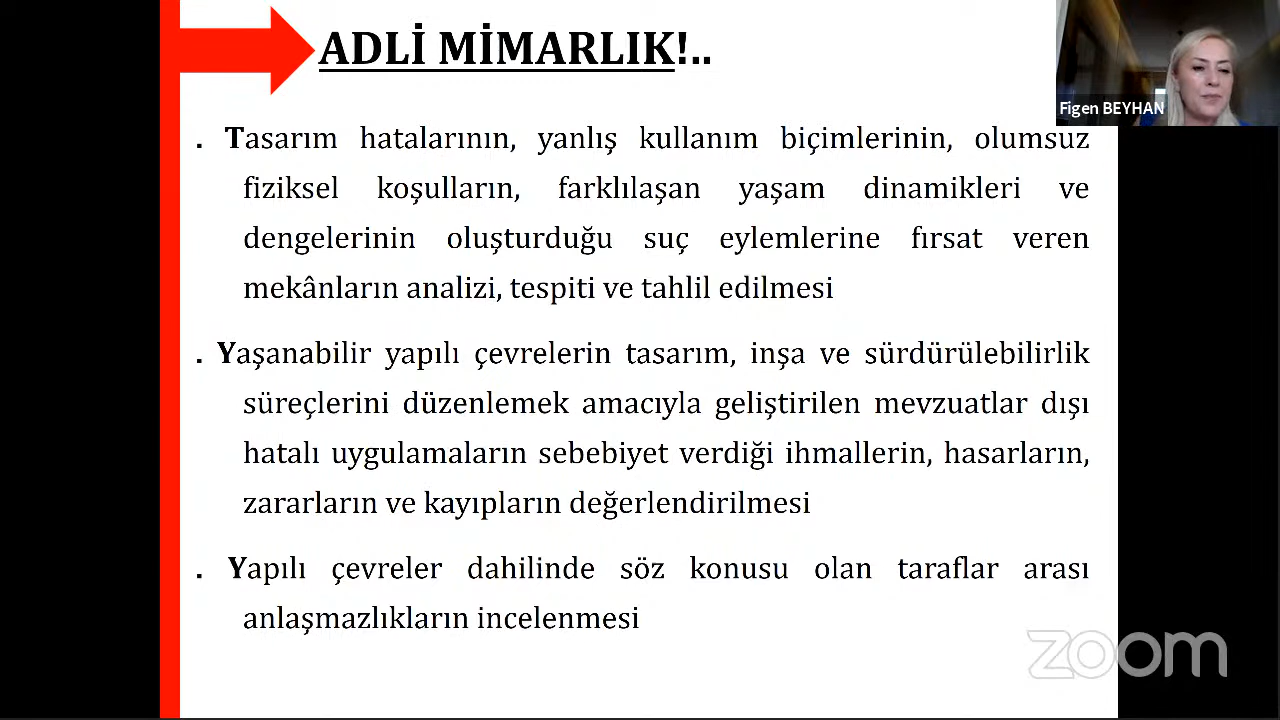 ADLİ MİMARLIK!..
Figen BEYHAN
. Tasarım hatalarının, yanlış kullanım biçimlerinin, olumsuz
fiziksel koşulların, farklılaşan yaşam dinamikleri ve
dengelerinin oluşturduğu suç eylemlerine fırsat veren
mekânların analizi, tespiti ve tahlil edilmesi
. Yaşanabilir yapılı çevrelerin tasarım, inşa ve sürdürülebilirlik
süreçlerini düzenlemek amacıyla geliştirilen mevzuatlar dışı
hatalı uygulamaların sebebiyet verdiği ihmallerin, hasarların,
zararların ve kayıpların değerlendirilmesi
. Yapılı çevreler dahilinde söz konusu olan taraflar arası
anlaşmazlıkların incelenmesi
zoom